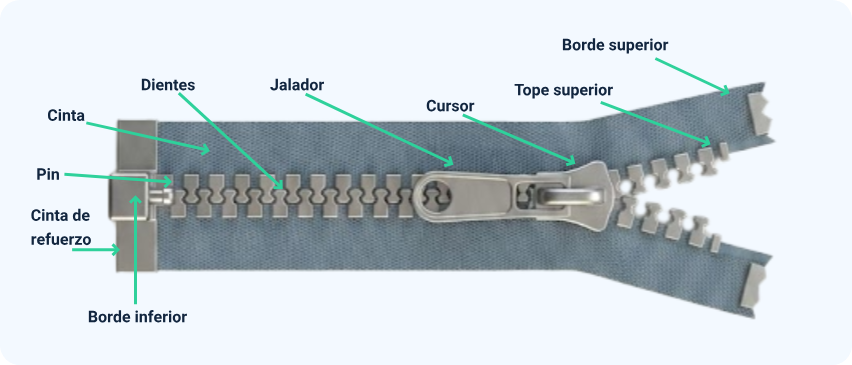 Borde superior
Dientes
Jalador
Tope superior
Cursor
Cinta
Pin
Cinta de
refuerzo
Borde inferior